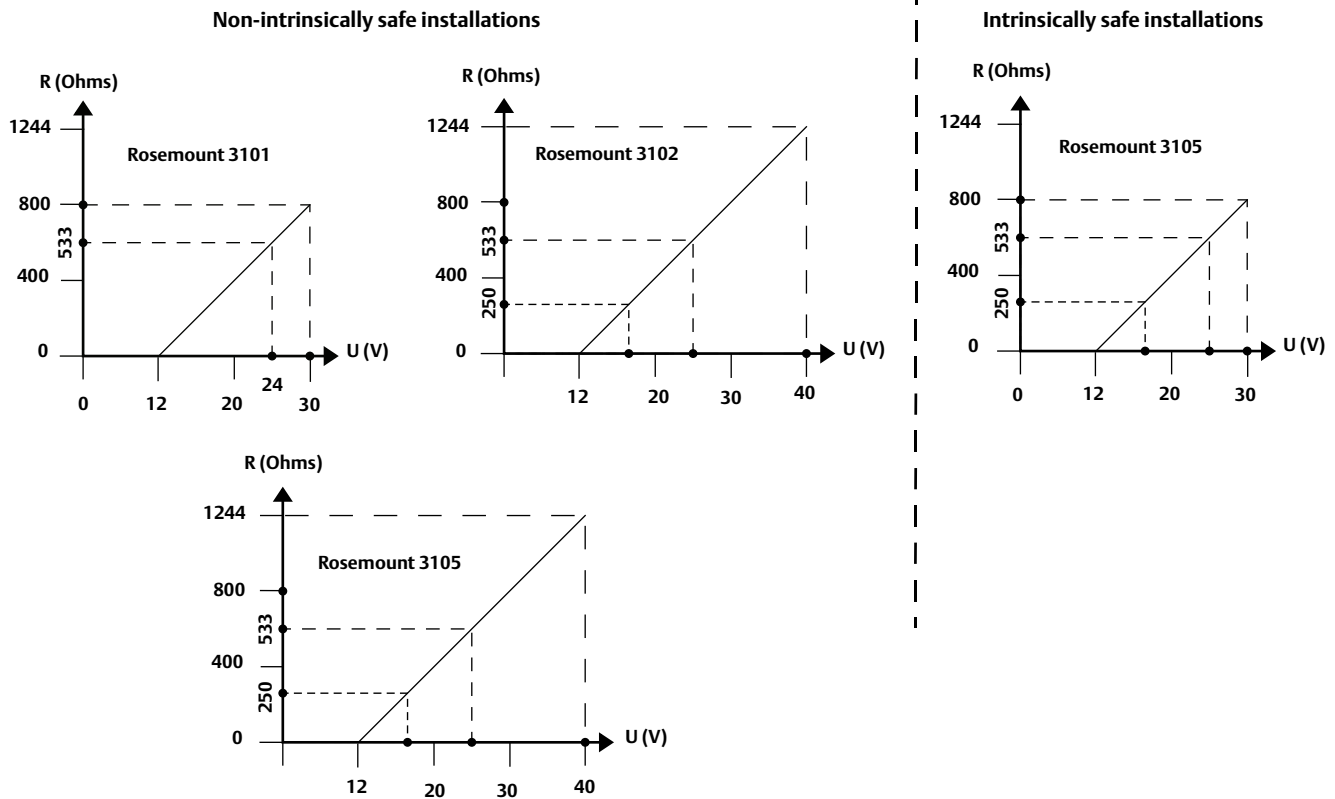 Non-intrinsically safe installations
Intrinsically safe installations
R (Ohms)
1244
Rosemount 3101
800
533
400
0
U (V)
0
12
20
24
30
R (Ohms)
1244
Rosemount 3102
800
533
400
250
0
U (V)
12
20
30
40
R (Ohms)
1244
Rosemount 3105
800
533
400
250
0
U (V)
0
12
20
30
R (Ohms)
1244
Rosemount 3105
800
533
400
250
0
U (V)
12
20
30
40